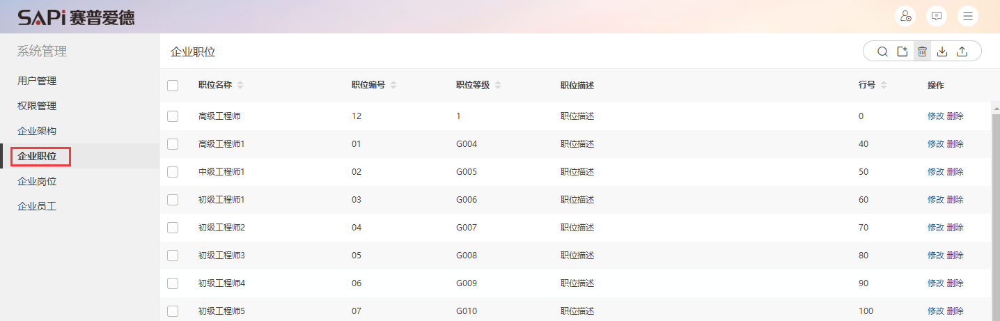 SAPi 赛普爱德
系统管理
用户管理
权限管理
企业架构
企业职位
企业岗位
企业员工
企业职位
职位名称 职位编号 职位等级 职位描述 行号 操作
高级工程师 12 1 职位描述 0 修改 删除
高级工程师1 01 G004 职位描述 40 修改 删除
中级工程师1 02 G005 职位描述 50 修改 删除
初级工程师1 03 G006 职位描述 60 修改 删除
初级工程师2 04 G007 职位描述 70 修改 删除
初级工程师3 05 G008 职位描述 80 修改 删除
初级工程师4 06 G009 职位描述 90 修改 删除
初级工程师5 07 G010 职位描述 100 修改 删除